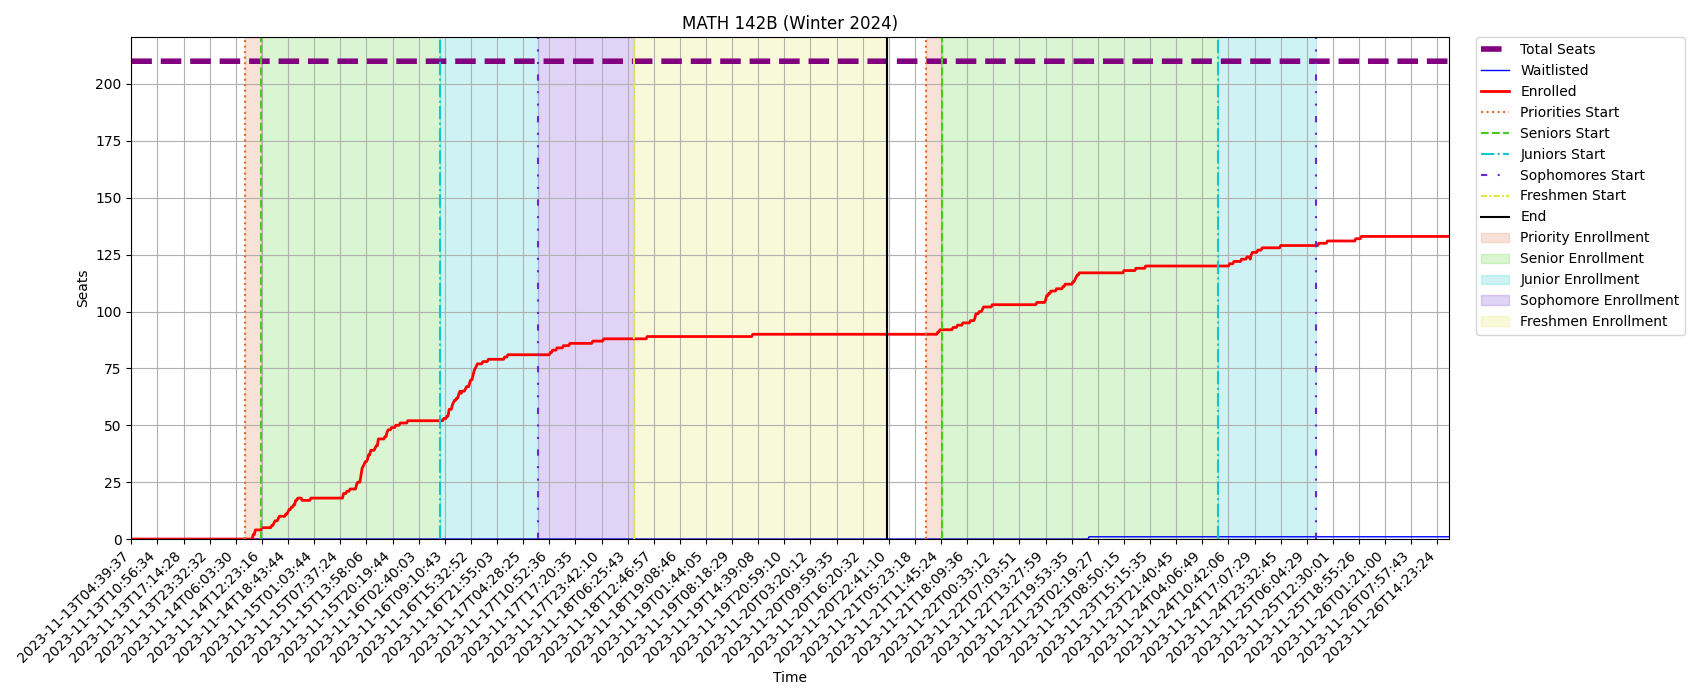 MATH 142B (Winter 2024)
Total Seats
Waitlisted
Enrolled
Priorities Start
Seniors Start
Juniors Start
Sophomores Start
Freshmen Start
End
Priority Enrollment
Senior Enrollment
Junior Enrollment
Sophomore Enrollment
Freshmen Enrollment
Seats
200
175
150
125
100
75
50
25
0
2023-11-13T04:39:37
2023-11-13T10:56:34
2023-11-13T17:14:28
2023-11-13T23:32:32
2023-11-14T06:03:30
2023-11-14T12:23:16
2023-11-14T18:43:44
2023-11-15T01:03:44
2023-11-15T07:37:24
2023-11-15T13:58:06
2023-11-15T20:19:44
2023-11-16T02:40:03
2023-11-16T09:10:43
2023-11-16T15:32:52
2023-11-16T21:55:03
2023-11-17T04:28:25
2023-11-17T10:52:36
2023-11-17T17:20:35
2023-11-17T23:42:10
2023-11-18T06:25:43
2023-11-18T12:46:57
2023-11-18T19:08:46
2023-11-19T01:44:05
2023-11-19T08:18:29
2023-11-19T14:39:08
2023-11-19T20:59:10
2023-11-20T03:20:12
2023-11-20T09:59:35
2023-11-20T16:20:32
2023-11-20T22:41:10
2023-11-21T05:23:18
2023-11-21T11:45:24
2023-11-21T18:09:36
2023-11-22T00:33:12
2023-11-22T07:03:51
2023-11-22T13:27:59
2023-11-22T19:53:35
2023-11-23T02:19:27
2023-11-23T08:50:15
2023-11-23T15:15:35
2023-11-23T21:40:45
2023-11-24T04:06:49
2023-11-24T10:42:06
2023-11-24T17:07:29
2023-11-24T23:32:45
2023-11-25T06:04:29
2023-11-25T12:30:01
2023-11-25T18:55:26
2023-11-26T01:21:00
2023-11-26T07:57:43
2023-11-26T14:23:24
Time